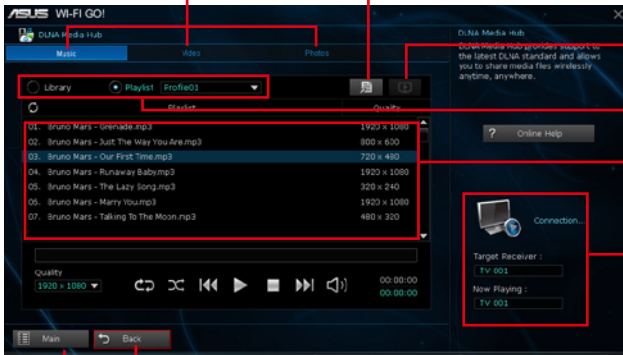 ASUS WI-FI GO!
DLNA Media Hub
Music Video Photos
Library Playlist Profile01
Playlist Quality
01. Bruno Mars - Grenade.mp3 1920 x 1080
02. Bruno Mars - Just The Way You Are.mp3 800 x 600
03. Bruno Mars - Our First Time.mp3 720 x 480
04. Bruno Mars - Runaway Baby.mp3 1920 x 1080
05. Bruno Mars - The Lazy Song.mp3 320 x 240
06. Bruno Mars - Marry You.mp3 1920 x 1080
07. Bruno Mars - Talking To The Moon.mp3 480 x 320
Quality
1920 x 1080
00:00:00
00:00:00
Main Back
DLNA Media Hub
DLNA Media Hub provides support to
the latest DLNA standard and allows
you to share media files wirelessly
anytime, anywhere.
? Online Help
Connection...
Target Receiver :
TV 001
Now Playing :
TV 001